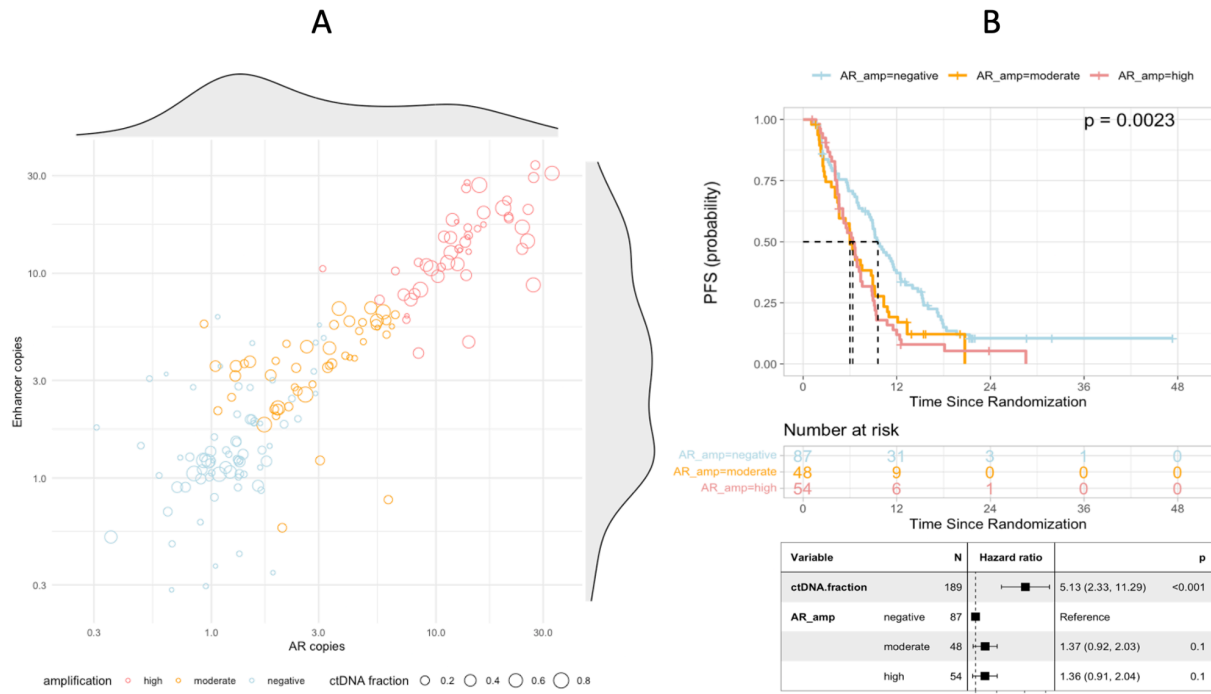 A
B
AR_amp=negative AR_amp=moderate AR_amp=high
p = 0.0023
1.00
0.75
0.50
0.25
0.00
PFS (probability)
0 12 24 36 48
Time Since Randomization
30.0
10.0
3.0
1.0
0.3
Enhancer copies
0.3 1.0 3.0 10.0 30.0
AR copies
amplification high moderate negative ctDNA fraction 0.2 0.4 0.6 0.8
Number at risk
AR_amp=negative 87 31 3 1 0
AR_amp=moderate 48 9 0 0 0
AR_amp=high 54 6 1 0 0
0 12 24 36 48
Time Since Randomization
Variable N Hazard ratio p
ctDNA.fraction 189 5.13 (2.33, 11.29) <0.001
AR_amp negative 87 Reference
moderate 48 1.37 (0.92, 2.03) 0.1
high 54 1.36 (0.91, 2.04) 0.1